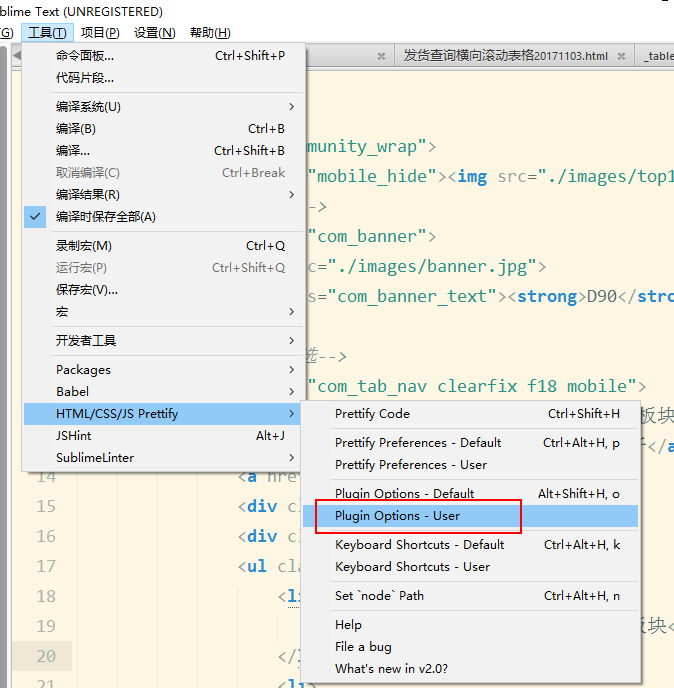 blime Text (UNREGISTERED)
(G) 工具(T) 项目(P) 设置(N) 帮助(H)
命令面板... Ctrl+Shift+P
代码片段...
编译系统(U)
编译(B) Ctrl+B
编译... Ctrl+Shift+B
取消编译(C) Ctrl+Break
编译结果(R)
编译时保存全部(A)
录制宏(M) Ctrl+Q
运行宏(P) Ctrl+Shift+Q
保存宏(V)...
宏
开发者工具
Packages
Babel
HTML/CSS/JS Prettify
JSHint Alt+J
SublimeLinter
发货查询横向滚动表格20171103.html _table
munity_wrap">
"mobile_hide"><img src="./images/top1
-->
"com_banner">
c="./images/banner.jpg">
s="com_banner_text"><strong>D90</stro
选-->
"com_tab_nav clearfix f18 mobile">
板块
</a
Prettify Code Ctrl+Shift+H
Prettify Preferences - Default Ctrl+Alt+H, p
Prettify Preferences - User
Plugin Options - Default Alt+Shift+H, o
Plugin Options - User
Keyboard Shortcuts - Default Ctrl+Alt+H, k
Keyboard Shortcuts - User
Set `node` Path Ctrl+Alt+H, n
Help
File a bug
What's new in v2.0?
14 <a hre
15 <div cl
16 <div cl
17 <ul cla
18 <li
19 板块<
20 </l
21 <li